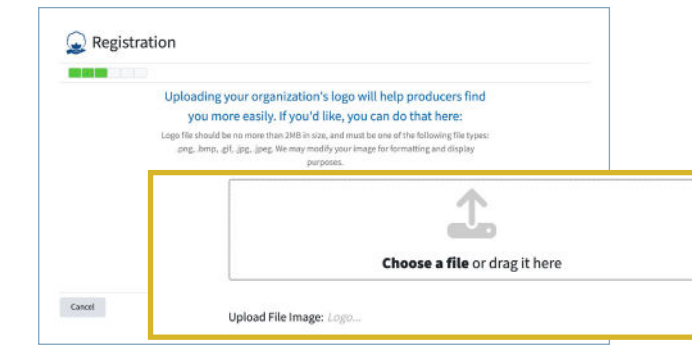 Registration
Uploading your organization's logo will help producers find
you more easily. If you'd like, you can do that here:
Logo file should be no more than 2MB in size, and must be one of the following file types:
.png, .bmp, .gif, .jpg, .jpeg. We may modify your image for formatting and display
purposes.
Choose a file or drag it here
Cancel
Upload File Image: Logo...